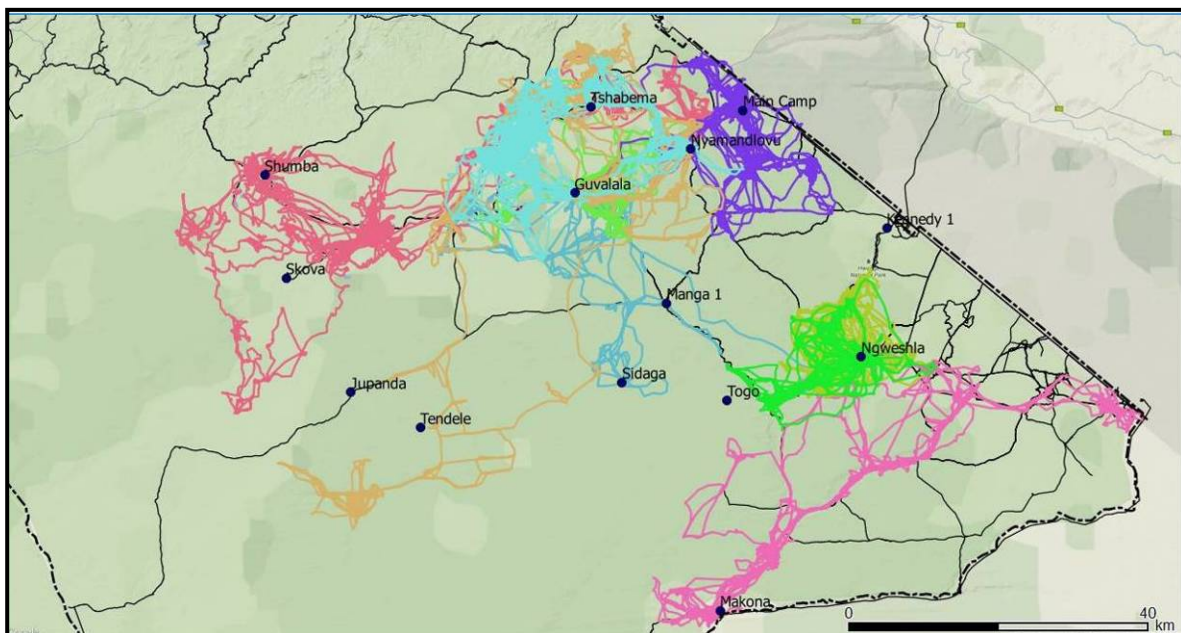 Tshabema
Main Camp
Nyamandlovu
Shumba
Guvalala
Kennedy 1
Skova
Manga 1
Ngweshla
Sidaga
Jupanda
Togo
Tendele
Makona
0 40
km